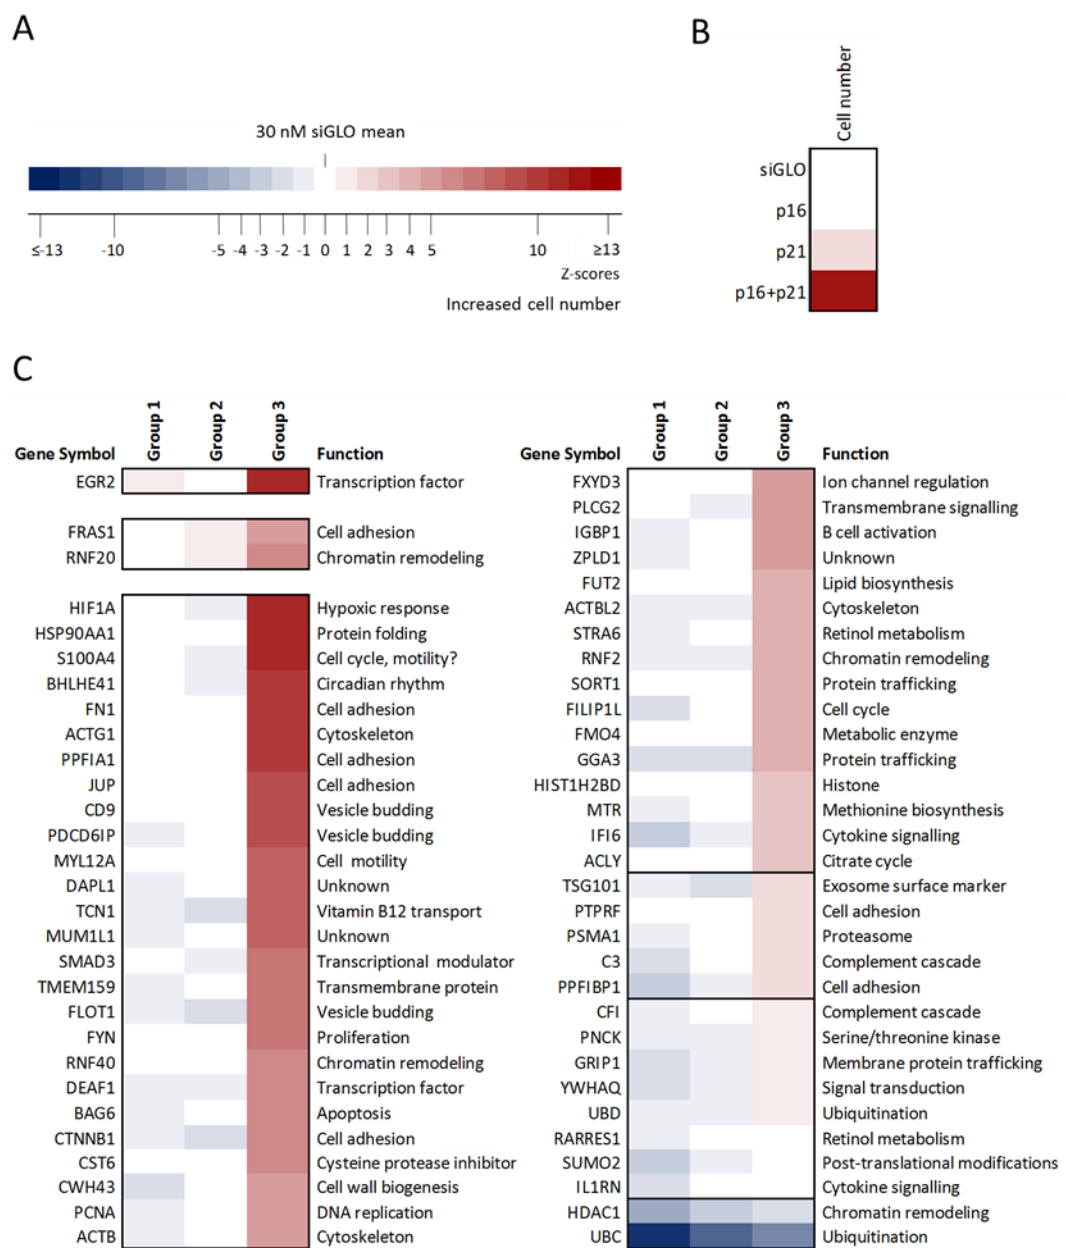 A
B
Cell number
30 nM siGLO mean
siGLO
p16
p21
p16+p21
≤-13 -10 -5 -4 -3 -2 -1 0 1 2 3 4 5 10 ≥13
Z-scores
Increased cell number
C
Gene Symbol Group 1 Group 2 Group 3 Function
EGR2 Transcription factor
FRAS1 Cell adhesion
RNF20 Chromatin remodeling
HIF1A Hypoxic response
HSP90AA1 Protein folding
S100A4 Cell cycle, motility?
BHLHE41 Circadian rhythm
FN1 Cell adhesion
ACTG1 Cytoskeleton
PPFIA1 Cell adhesion
JUP Cell adhesion
CD9 Vesicle budding
PDCD6IP Vesicle budding
MYL12A Cell motility
DAPL1 Unknown
TCN1 Vitamin B12 transport
MUM1L1 Unknown
SMAD3 Transcriptional modulator
TMEM159 Transmembrane protein
FLOT1 Vesicle budding
FYN Proliferation
RNF40 Chromatin remodeling
DEAF1 Transcription factor
BAG6 Apoptosis
CTNNB1 Cell adhesion
CST6 Cysteine protease inhibitor
CWH43 Cell wall biogenesis
PCNA DNA replication
ACTB Cytoskeleton
Gene Symbol Group 1 Group 2 Group 3 Function
FXYD3 Ion channel regulation
PLCG2 Transmembrane signalling
IGBP1 B cell activation
ZPLD1 Unknown
FUT2 Lipid biosynthesis
ACTBL2 Cytoskeleton
STRA6 Retinol metabolism
RNF2 Chromatin remodeling
SORT1 Protein trafficking
FILIP1L Cell cycle
FMO4 Metabolic enzyme
GGA3 Protein trafficking
HIST1H2BD Histone
MTR Methionine biosynthesis
IFI6 Cytokine signalling
ACLY Citrate cycle
TSG101 Exosome surface marker
PTPRF Cell adhesion
PSMA1 Proteasome
C3 Complement cascade
PPFIBP1 Cell adhesion
CFI Complement cascade
PNCK Serine/threonine kinase
GRIP1 Membrane protein trafficking
YWHAQ Signal transduction
UBD Ubiquitination
RARRES1 Retinol metabolism
SUMO2 Post-translational modifications
IL1RN Cytokine signalling
HDAC1 Chromatin remodeling
UBC Ubiquitination